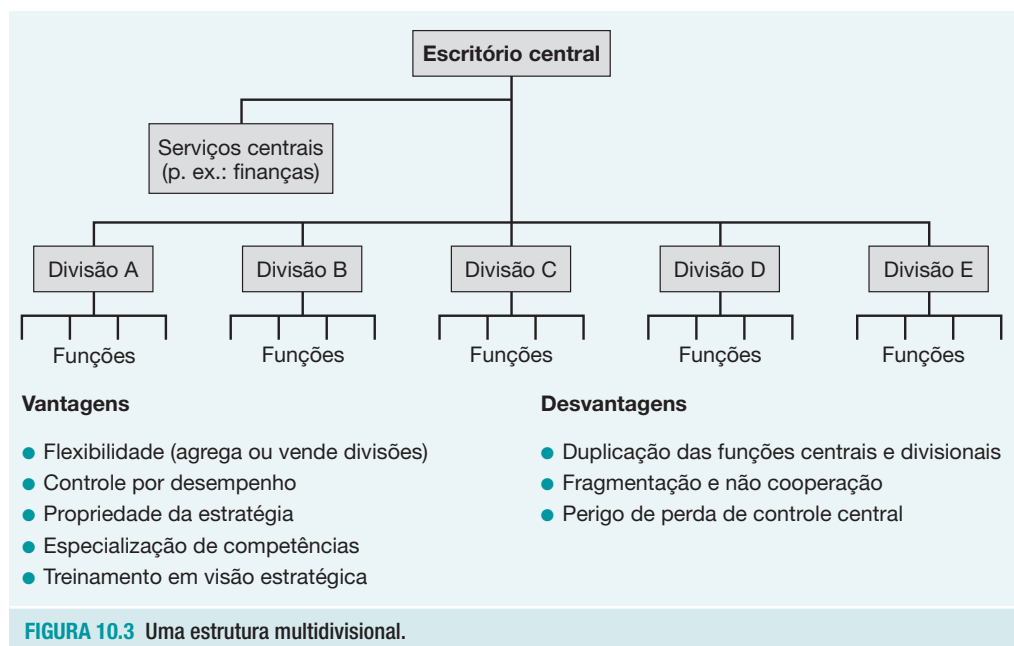 Escritório central
Serviços centrais
(p. ex.: finanças)
Divisão A
Divisão B
Divisão C
Divisão D
Divisão E
Funções
Funções
Funções
Funções
Funções
Vantagens
● Flexibilidade (agrega ou vende divisões)
● Controle por desempenho
● Propriedade da estratégia
● Especialização de competências
● Treinamento em visão estratégica
Desvantagens
● Duplicação das funções centrais e divisionais
● Fragmentação e não cooperação
● Perigo de perda de controle central
FIGURA 10.3 Uma estrutura multidivisional.